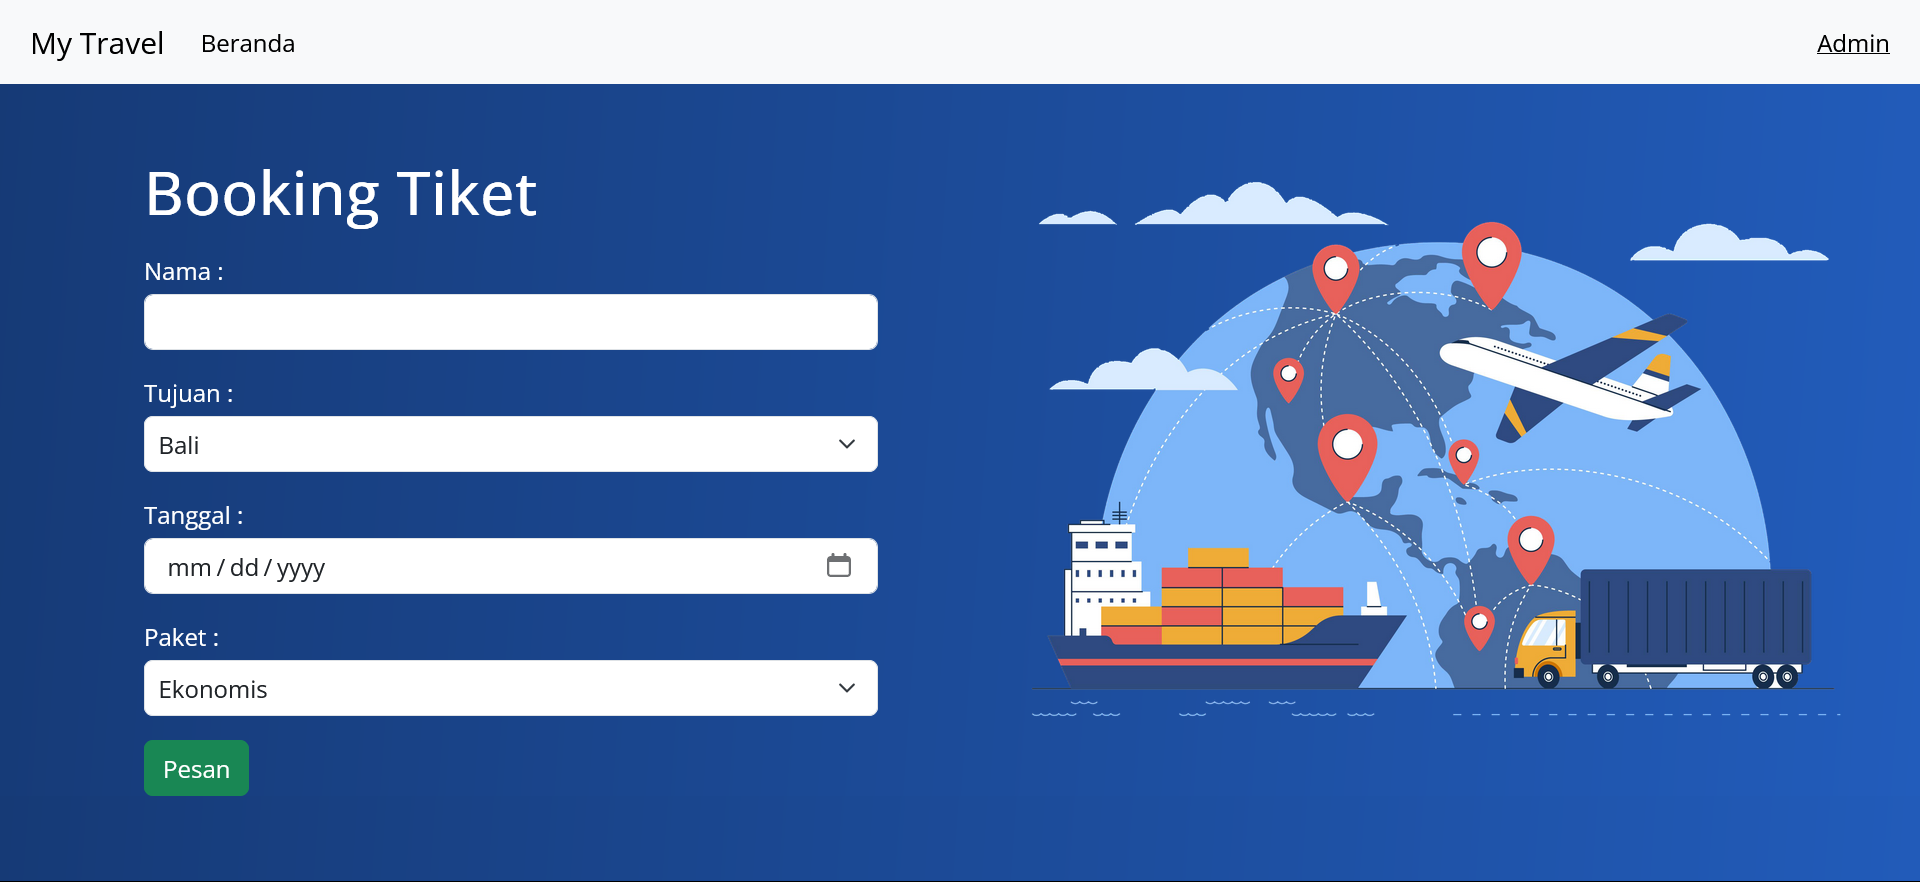 My Travel Beranda Admin
Booking Tiket
Nama :
Tujuan :
Bali
Tanggal :
mm/dd/yyyy
Paket :
Ekonomis
Pesan